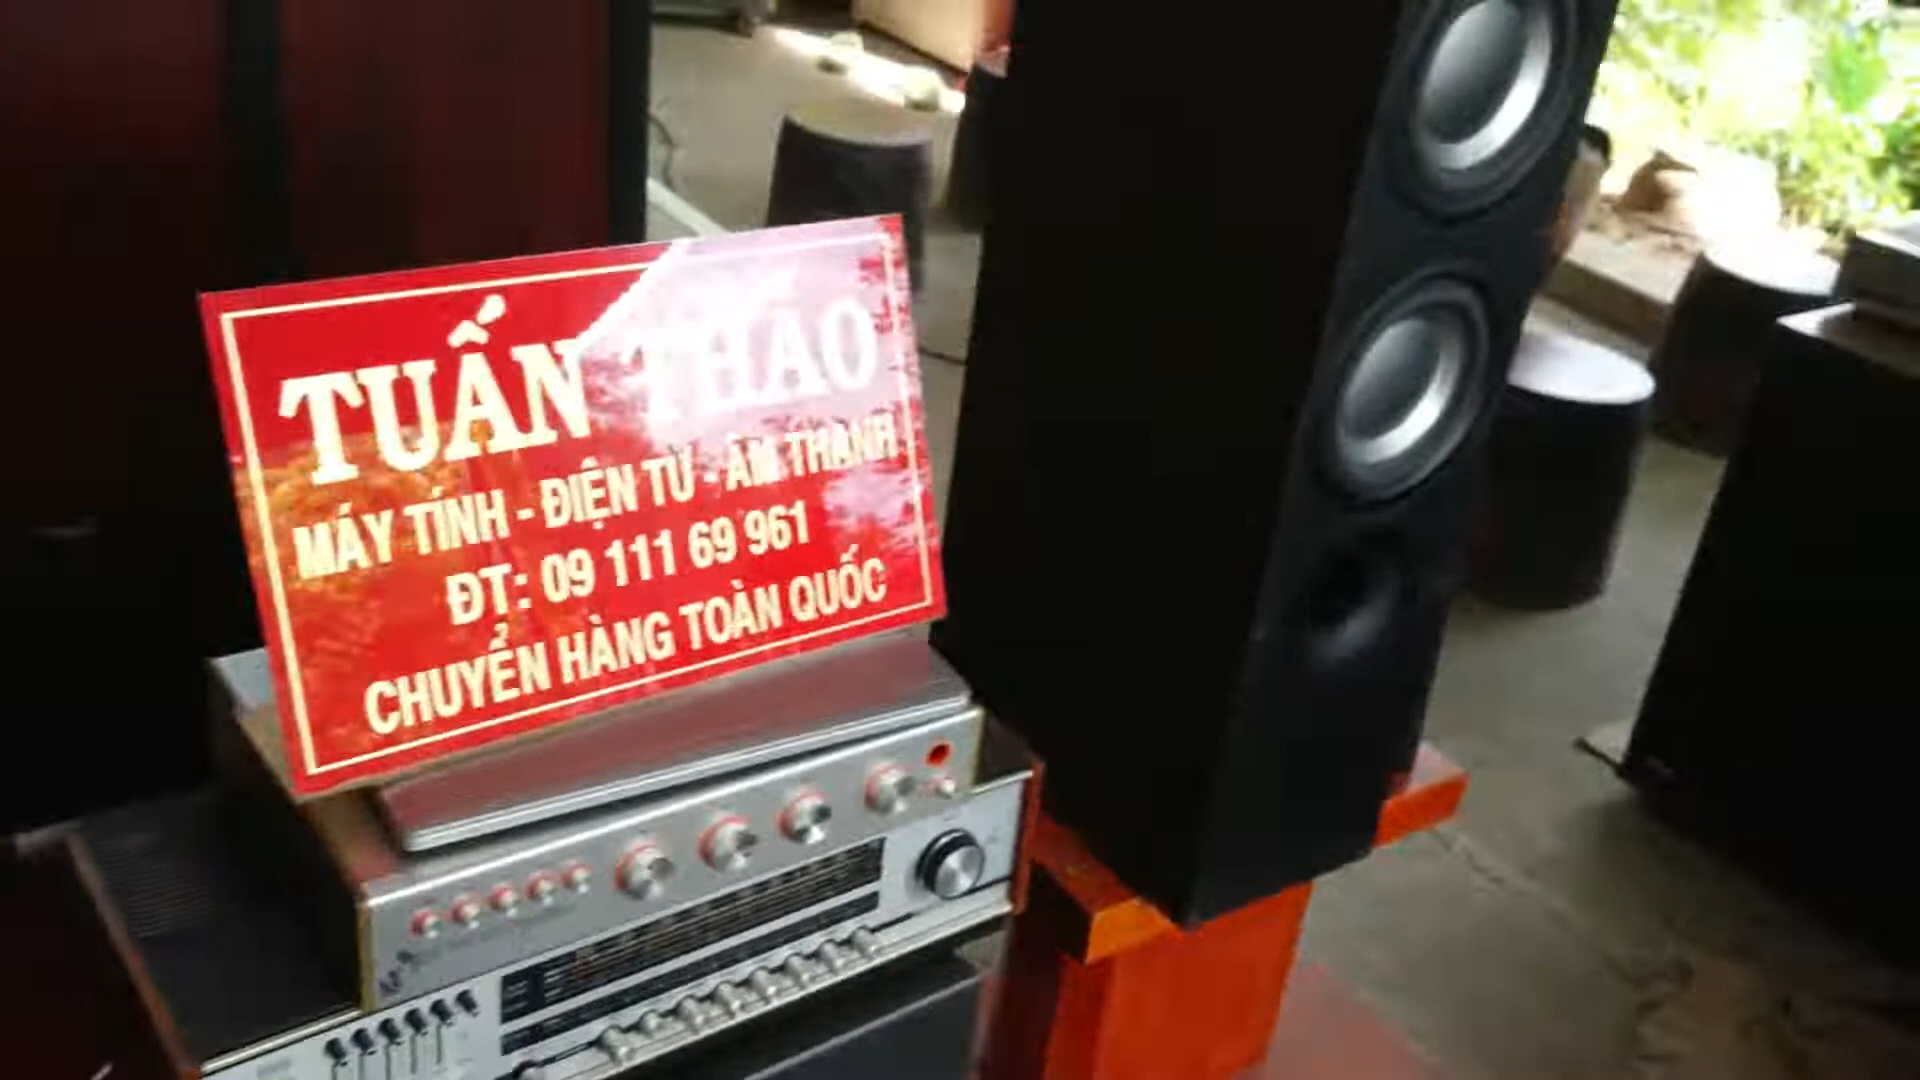 TUẤN THẢO
MÁY TÍNH - ĐIỆN TỬ - ÂM THANH
ĐT: 09 111 69 961
CHUYỂN HÀNG TOÀN QUỐC